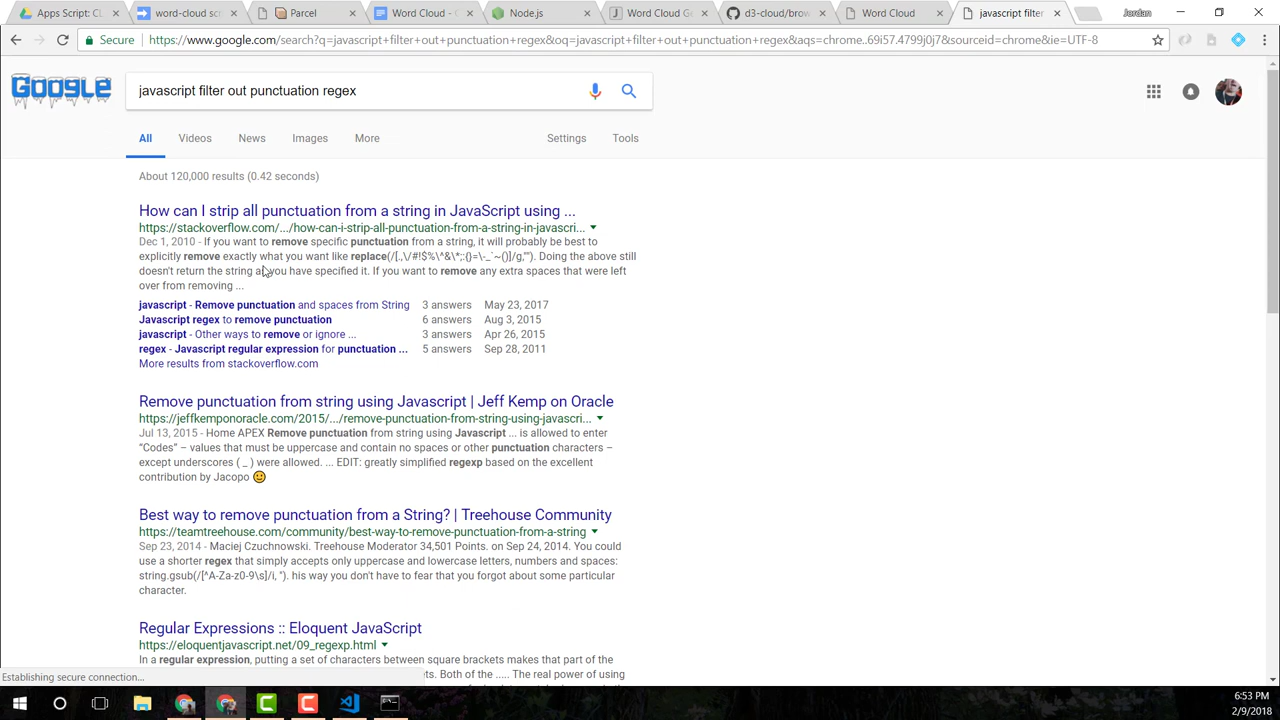 Apps Script: CL
word-cloud scr
Parcel
Word Cloud - G
Node.js
Word Cloud Ge
d3-cloud/brow
Word Cloud
javascript filter
Jordan
Secure
https://www.google.com/search?q=javascript+filter+out+punctuation+regex&oq=javascript+filter+out+punctuation+regex&aqs=chrome..69i57.4799j0j7&sourceid=chrome&ie=UTF-8
Google
javascript filter out punctuation regex
All Videos News Images More Settings Tools
About 120,000 results (0.42 seconds)
How can I strip all punctuation from a string in JavaScript using ...
https://stackoverflow.com/.../how-can-i-strip-all-punctuation-from-a-string-in-javascri...
Dec 1, 2010 - If you want to remove specific punctuation from a string, it will probably be best to
explicitly remove exactly what you want like replace(/[.,\/#!$%\^&\*;:{}=\-_`~()]/g,""). Doing the above still
doesn't return the string as you have specified it. If you want to remove any extra spaces that were left
over from removing ...
javascript - Remove punctuation and spaces from String 3 answers May 23, 2017
Javascript regex to remove punctuation 6 answers Aug 3, 2015
javascript - Other ways to remove or ignore ... 3 answers Apr 26, 2015
regex - Javascript regular expression for punctuation ... 5 answers Sep 28, 2011
More results from stackoverflow.com
Remove punctuation from string using Javascript | Jeff Kemp on Oracle
https://jeffkemponoracle.com/2015/.../remove-punctuation-from-string-using-javascri...
Jul 13, 2015 - Home APEX Remove punctuation from string using Javascript ... is allowed to enter
“Codes” – values that must be uppercase and contain no spaces or other punctuation characters –
except underscores ( _ ) were allowed. ... EDIT: greatly simplified regexp based on the excellent
contribution by Jacopo 🙂
Best way to remove punctuation from a String? | Treehouse Community
https://teamtreehouse.com/community/best-way-to-remove-punctuation-from-a-string
Sep 23, 2014 - Maciej Czuchnowski. Treehouse Moderator 34,501 Points. on Sep 24, 2014. You could
use a shorter regex that simply accepts only uppercase and lowercase letters, numbers and spaces:
string.gsub(/[^A-Za-z0-9\s]/i, ''). his way you don't have to fear that you forgot about some particular
character.
Regular Expressions :: Eloquent JavaScript
https://eloquentjavascript.net/09_regexp.html
In a regular expression, putting a set of characters between square brackets makes that part of the
kets. Both of the ..... The real power of using
Establishing secure connection...
6:53 PM
2/9/2018